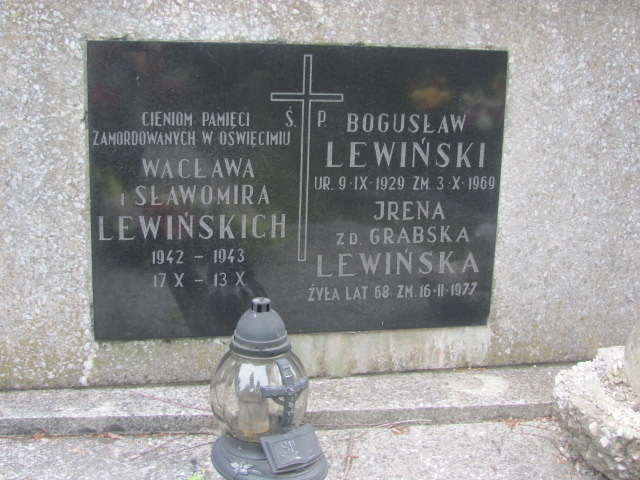 CIENIOM PAMIĘCI
ZAMORDOWANYCH W OŚWIĘCIMIU
WACŁAWA
I SŁAWOMIRA
LEWIŃSKICH
1942 – 1943
17 X – 13 X
Ś. P.
BOGUSŁAW
LEWIŃSKI
UR. 9·IX·1929 ZM. 3·X·1969
JRENA
ZD. GRABSKA
LEWIŃSKA
ŻYŁA LAT 68. ZM. 16·II·1977